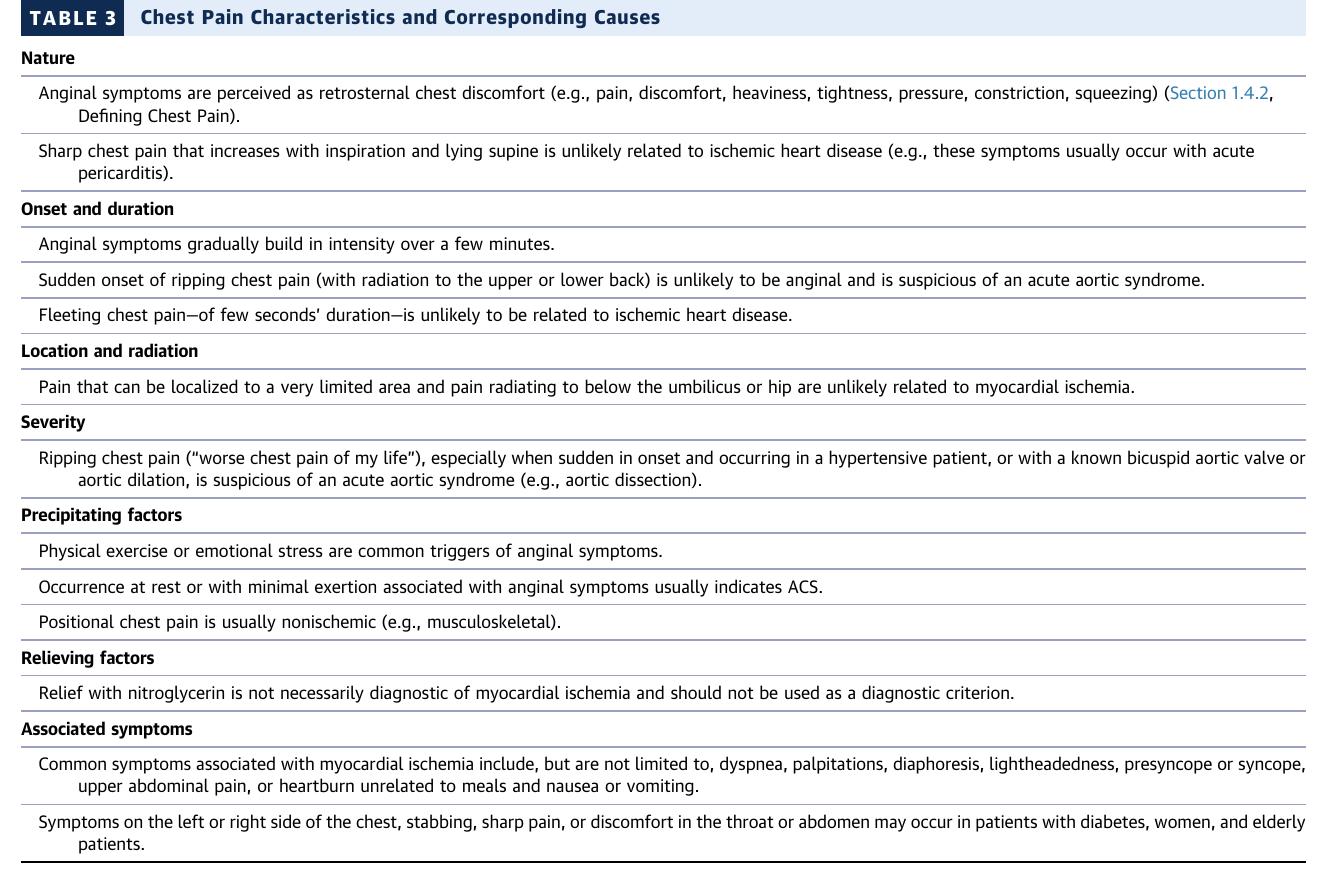 TABLE 3 Chest Pain Characteristics and Corresponding Causes
Nature
Anginal symptoms are perceived as retrosternal chest discomfort (e.g., pain, discomfort, heaviness, tightness, pressure, constriction, squeezing) (Section 1.4.2,
Defining Chest Pain).
Sharp chest pain that increases with inspiration and lying supine is unlikely related to ischemic heart disease (e.g., these symptoms usually occur with acute
pericarditis).
Onset and duration
Anginal symptoms gradually build in intensity over a few minutes.
Sudden onset of ripping chest pain (with radiation to the upper or lower back) is unlikely to be anginal and is suspicious of an acute aortic syndrome.
Fleeting chest pain—of few seconds’ duration—is unlikely to be related to ischemic heart disease.
Location and radiation
Pain that can be localized to a very limited area and pain radiating to below the umbilicus or hip are unlikely related to myocardial ischemia.
Severity
Ripping chest pain (“worse chest pain of my life”), especially when sudden in onset and occurring in a hypertensive patient, or with a known bicuspid aortic valve or
aortic dilation, is suspicious of an acute aortic syndrome (e.g., aortic dissection).
Precipitating factors
Physical exercise or emotional stress are common triggers of anginal symptoms.
Occurrence at rest or with minimal exertion associated with anginal symptoms usually indicates ACS.
Positional chest pain is usually nonischemic (e.g., musculoskeletal).
Relieving factors
Relief with nitroglycerin is not necessarily diagnostic of myocardial ischemia and should not be used as a diagnostic criterion.
Associated symptoms
Common symptoms associated with myocardial ischemia include, but are not limited to, dyspnea, palpitations, diaphoresis, lightheadedness, presyncope or syncope,
upper abdominal pain, or heartburn unrelated to meals and nausea or vomiting.
Symptoms on the left or right side of the chest, stabbing, sharp pain, or discomfort in the throat or abdomen may occur in patients with diabetes, women, and elderly
patients.